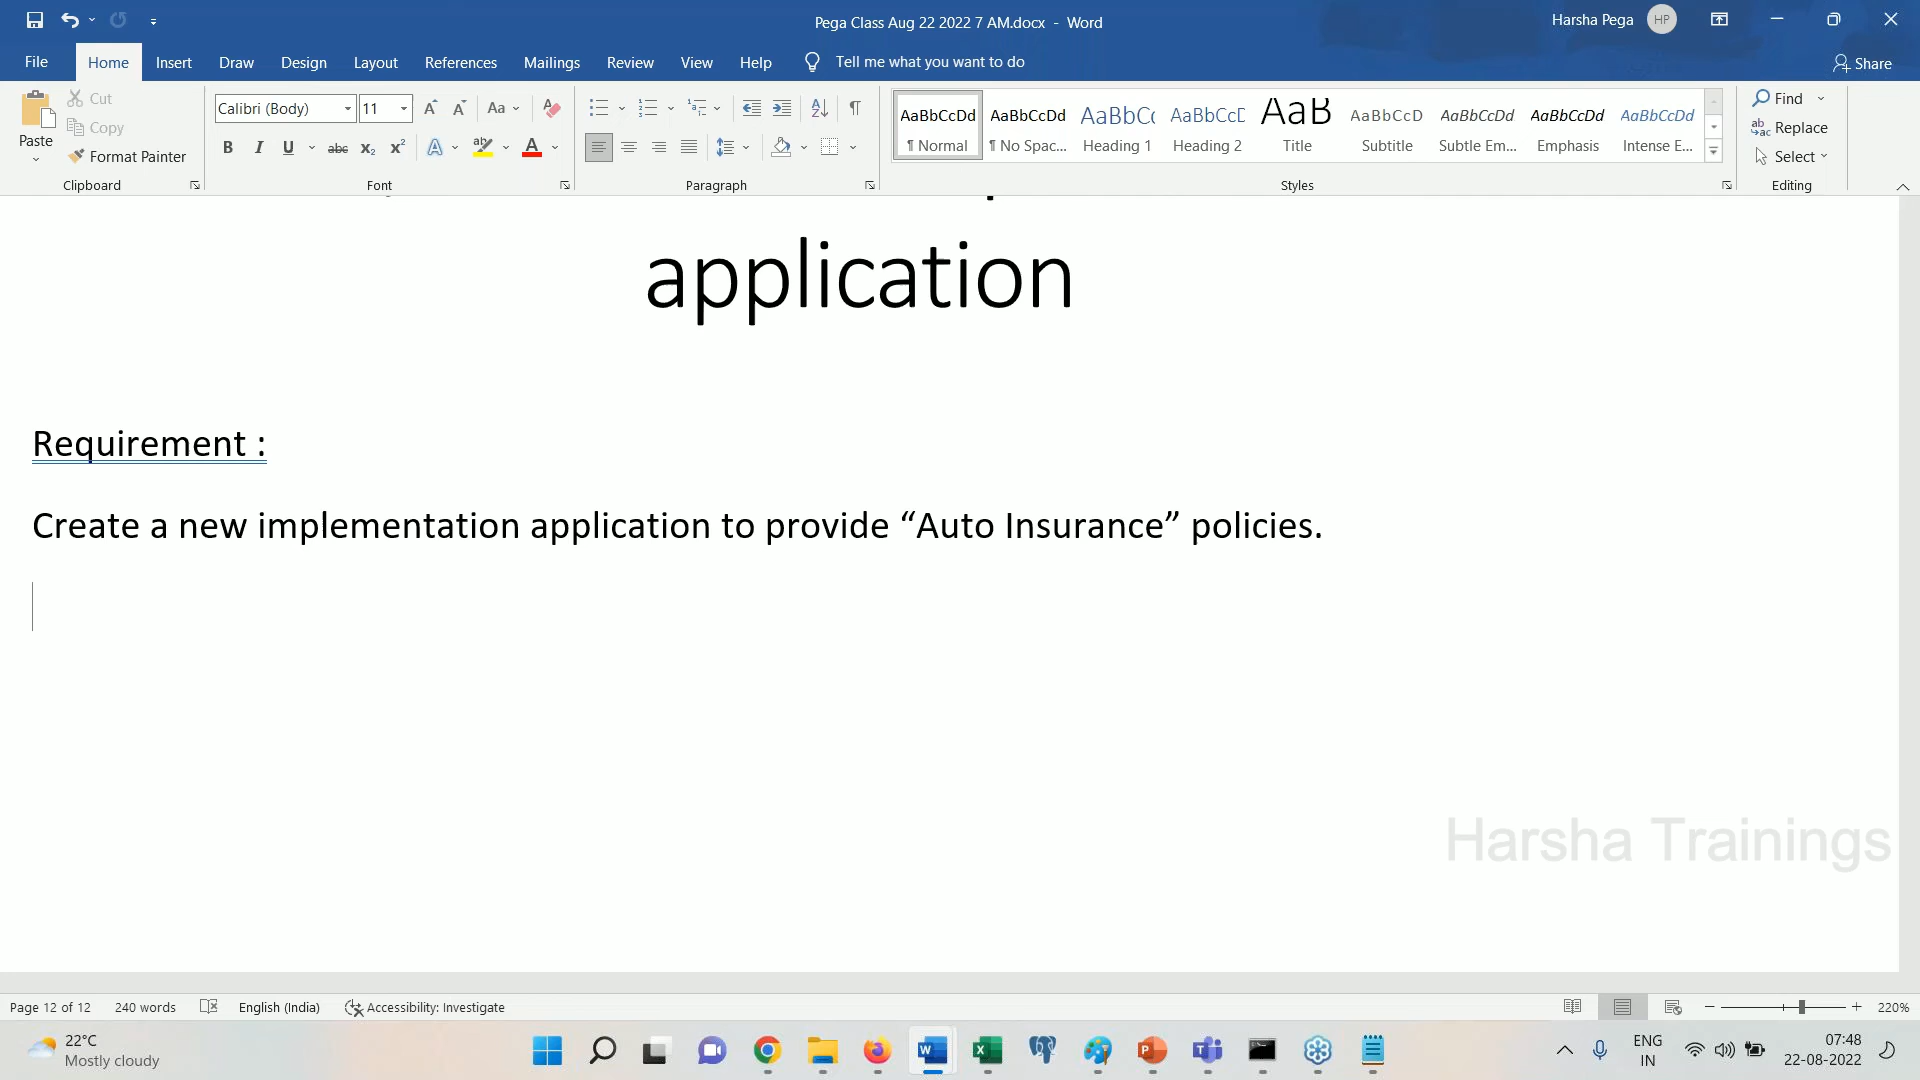 Pega Class Aug 22 2022 7 AM.docx - Word
Harsha Pega HP
File Home Insert Draw Design Layout References Mailings Review View Help Tell me what you want to do Share
Paste
Cut
Copy
Format Painter
Clipboard
Calibri (Body) 11
Font
Paragraph
AaBbCcDd AaBbCcDd AaBbCc AaBbCcD AaB AaBbCcD AaBbCcDd AaBbCcDd AaBbCcDd
¶ Normal ¶ No Spac... Heading 1 Heading 2 Title Subtitle Subtle Em... Emphasis Intense E...
Styles
Find
Replace
Select
Editing
application
Requirement :
Create a new implementation application to provide “Auto Insurance” policies.
Harsha Trainings
Page 12 of 12 240 words English (India) Accessibility: Investigate 220%
22°C
Mostly cloudy
ENG
IN
07:48
22-08-2022